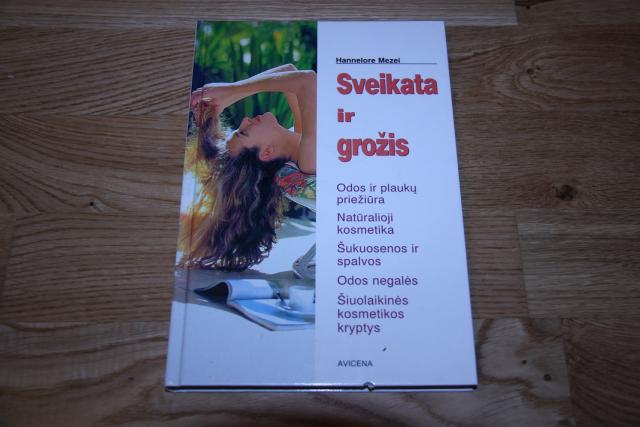 Hannelore Mezei
Sveikata
ir
grožis
Odos ir plaukų
priežiūra
Natūralioji
kosmetika
Šukuosenos ir
spalvos
Odos negalės
Šiuolaikinės
kosmetikos
kryptys
AVICENA